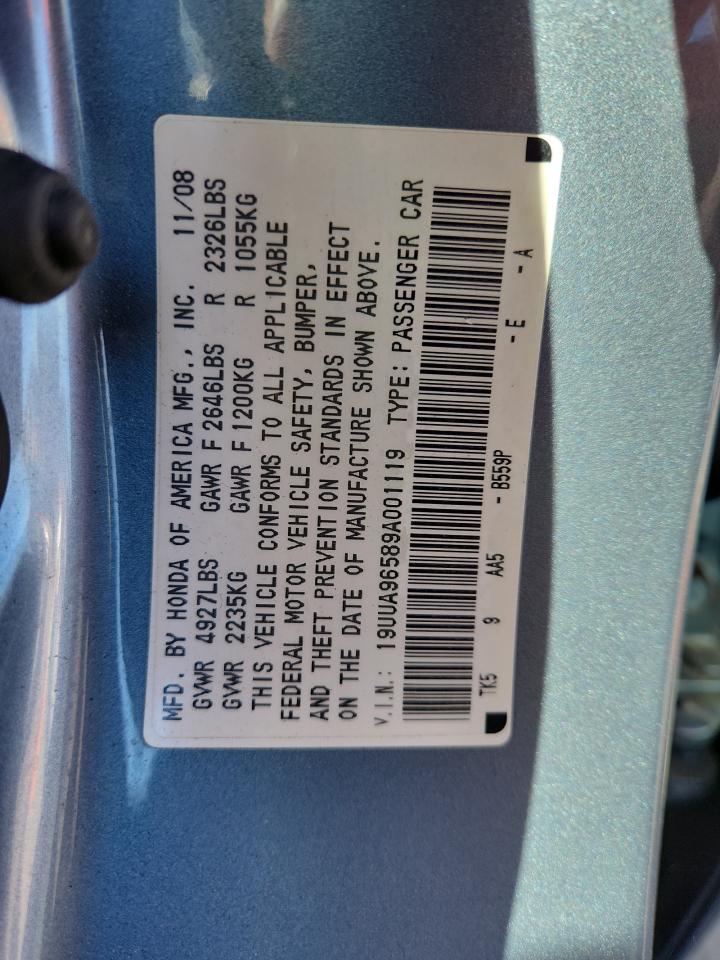 MFD. BY HONDA OF AMERICA MFG., INC. 11/08
GVWR 4927LBS GAWR F 2646LBS R 2326LBS
GVWR 2235KG GAWR F 1200KG R 1055KG
THIS VEHICLE CONFORMS TO ALL APPLICABLE
FEDERAL MOTOR VEHICLE SAFETY, BUMPER,
AND THEFT PREVENTION STANDARDS IN EFFECT
ON THE DATE OF MANUFACTURE SHOWN ABOVE.
V.I.N.: 19UUA96589A001119 TYPE: PASSENGER CAR
TK5 9 AA5 - B559P - E - A